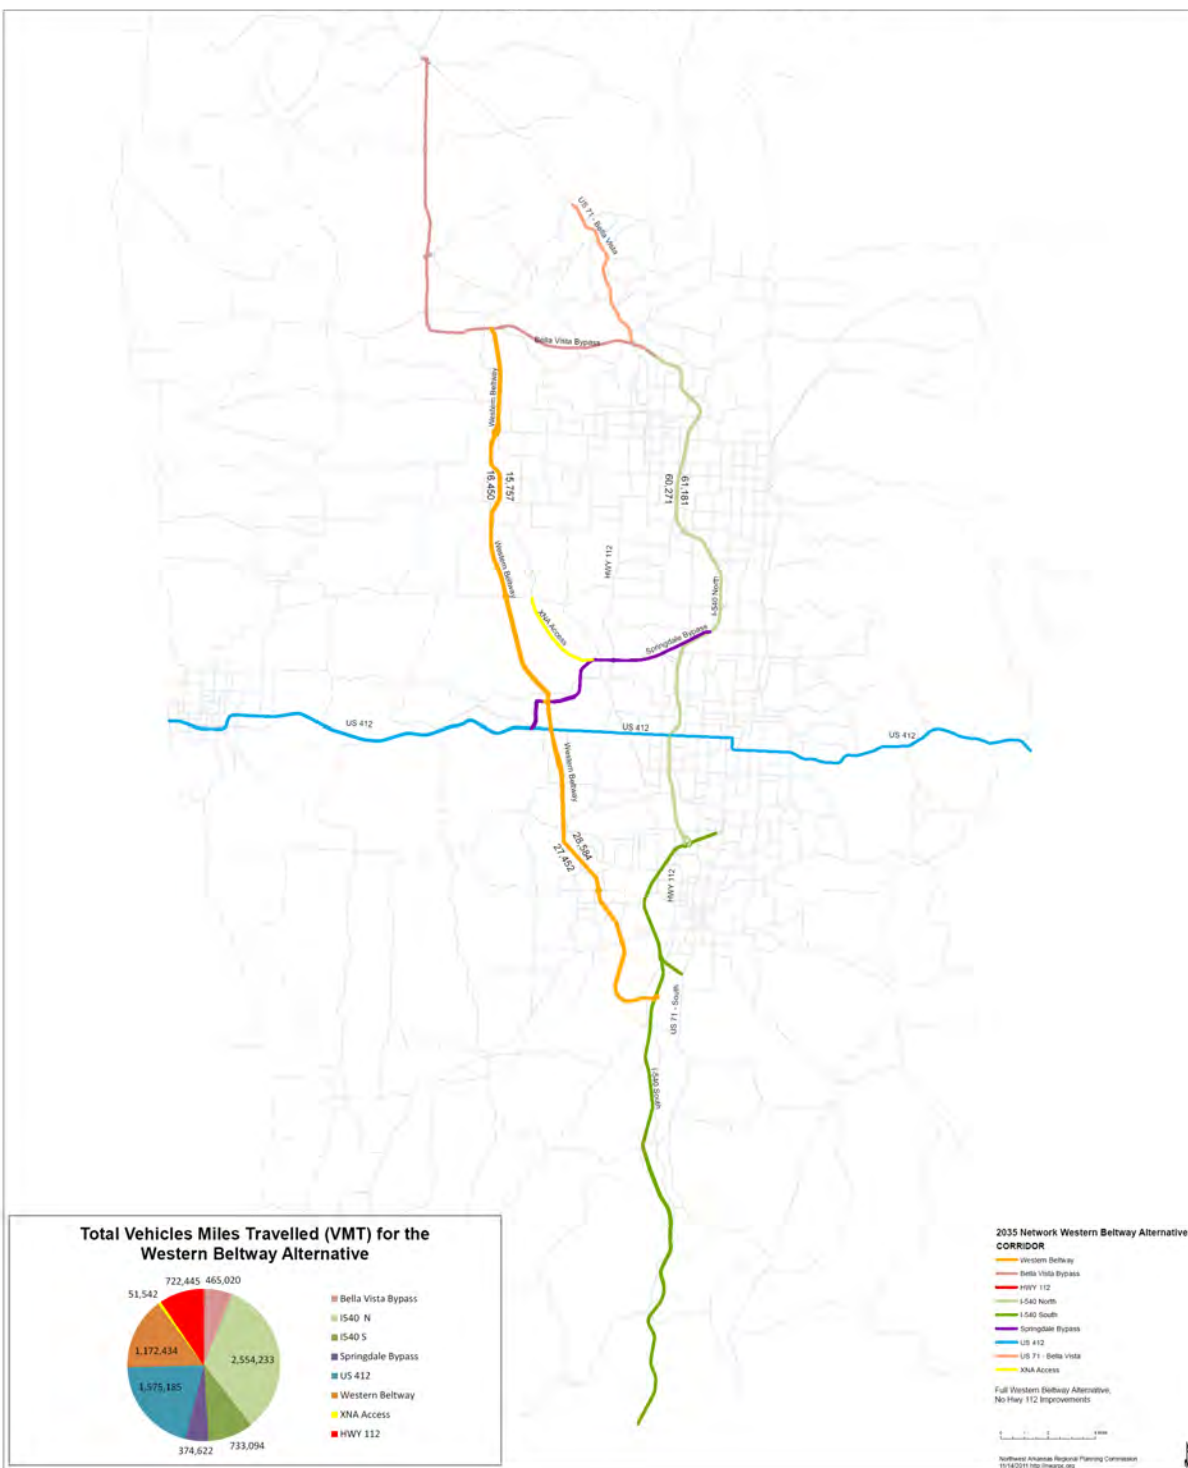 US 71 - Bella Vista
Bella Vista Bypass
Western Beltway
15,757
16,450
61,181
60,271
Western Beltway
HWY 112
XNA Access
I-540 North
Springdale Bypass
US 412
US 412
US 412
Western Beltway
28,584
27,452
HWY 112
US 71 - South
I-540 South
Total Vehicles Miles Travelled (VMT) for the
Western Beltway Alternative
722,445
465,020
51,542
1,172,434
2,554,233
1,575,185
374,622
733,094
Bella Vista Bypass
I540 N
I540 S
Springdale Bypass
US 412
Western Beltway
XNA Access
HWY 112
2035 Network Western Beltway Alternative
CORRIDOR
Western Beltway
Bella Vista Bypass
HWY 112
I-540 North
I-540 South
Springdale Bypass
US 412
US 71 - Bella Vista
XNA Access
Full Western Beltway Alternative,
No Hwy 112 Improvements
Northwest Arkansas Regional Planning Commission